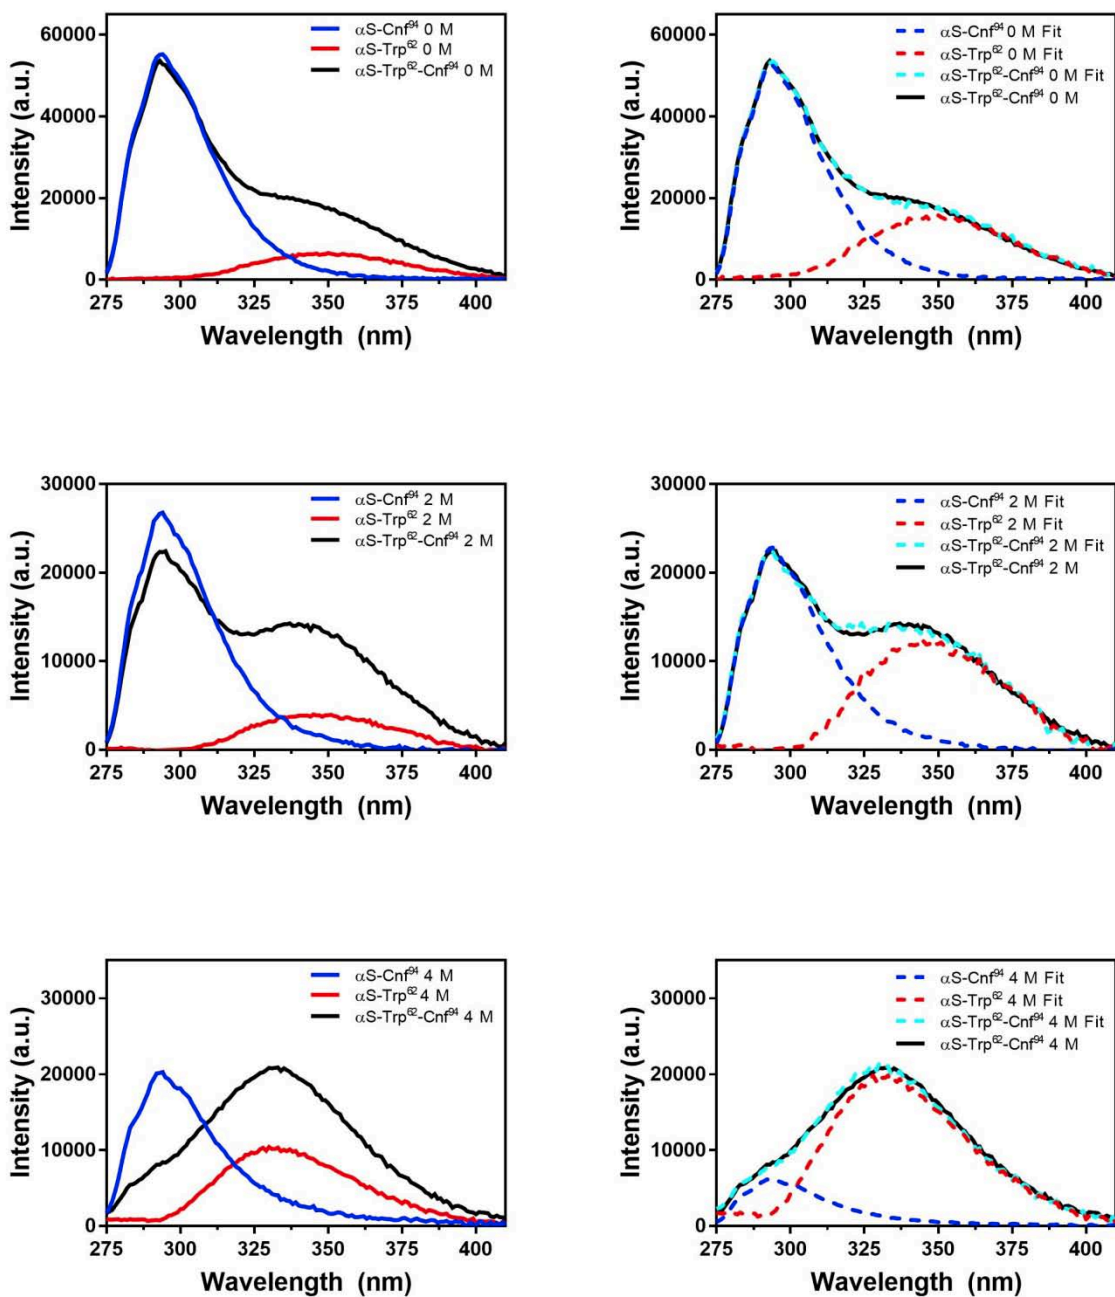 αS-Cnf⁹⁴ 0 M
αS-Trp⁶² 0 M
αS-Trp⁶²-Cnf⁹⁴ 0 M
Intensity (a.u.)
60000
40000
20000
0
275 300 325 350 375 400
Wavelength (nm)
αS-Cnf⁹⁴ 0 M Fit
αS-Trp⁶² 0 M Fit
αS-Trp⁶²-Cnf⁹⁴ 0 M Fit
αS-Trp⁶²-Cnf⁹⁴ 0 M
Intensity (a.u.)
60000
40000
20000
0
275 300 325 350 375 400
Wavelength (nm)
αS-Cnf⁹⁴ 2 M
αS-Trp⁶² 2 M
αS-Trp⁶²-Cnf⁹⁴ 2 M
Intensity (a.u.)
30000
20000
10000
0
275 300 325 350 375 400
Wavelength (nm)
αS-Cnf⁹⁴ 2 M Fit
αS-Trp⁶² 2 M Fit
αS-Trp⁶²-Cnf⁹⁴ 2 M Fit
αS-Trp⁶²-Cnf⁹⁴ 2 M
Intensity (a.u.)
30000
20000
10000
0
275 300 325 350 375 400
Wavelength (nm)
αS-Cnf⁹⁴ 4 M
αS-Trp⁶² 4 M
αS-Trp⁶²-Cnf⁹⁴ 4 M
Intensity (a.u.)
30000
20000
10000
0
275 300 325 350 375 400
Wavelength (nm)
αS-Cnf⁹⁴ 4 M Fit
αS-Trp⁶² 4 M Fit
αS-Trp⁶²-Cnf⁹⁴ 4 M Fit
αS-Trp⁶²-Cnf⁹⁴ 4 M
Intensity (a.u.)
30000
20000
10000
0
275 300 325 350 375 400
Wavelength (nm)